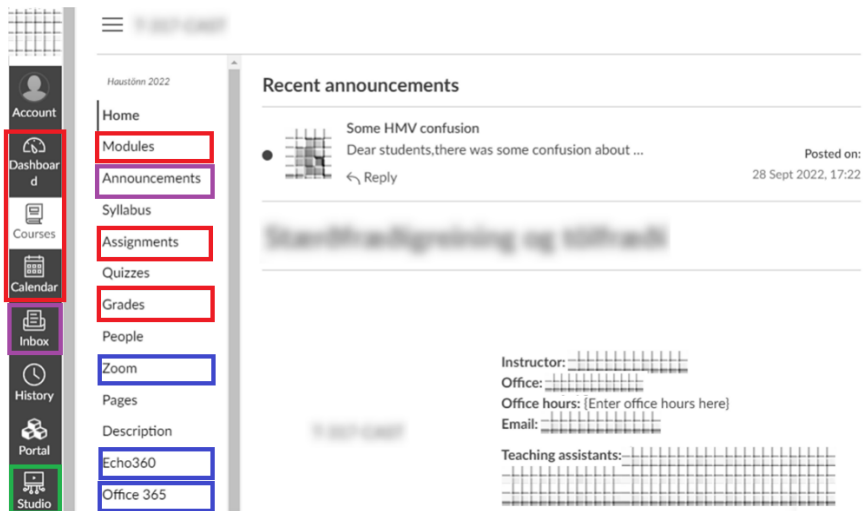 Account
Dashboar
d
Courses
Calendar
Inbox
History
Portal
Studio
Haustönn 2022
Home
Modules
Announcements
Syllabus
Assignments
Quizzes
Grades
People
Zoom
Pages
Description
Echo360
Office 365
Recent announcements
Some HMV confusion
Dear students,there was some confusion about ...
Reply
Posted on:
28 Sept 2022, 17:22
Instructor:
Office:
Office hours: {Enter office hours here}
Email:
Teaching assistants: